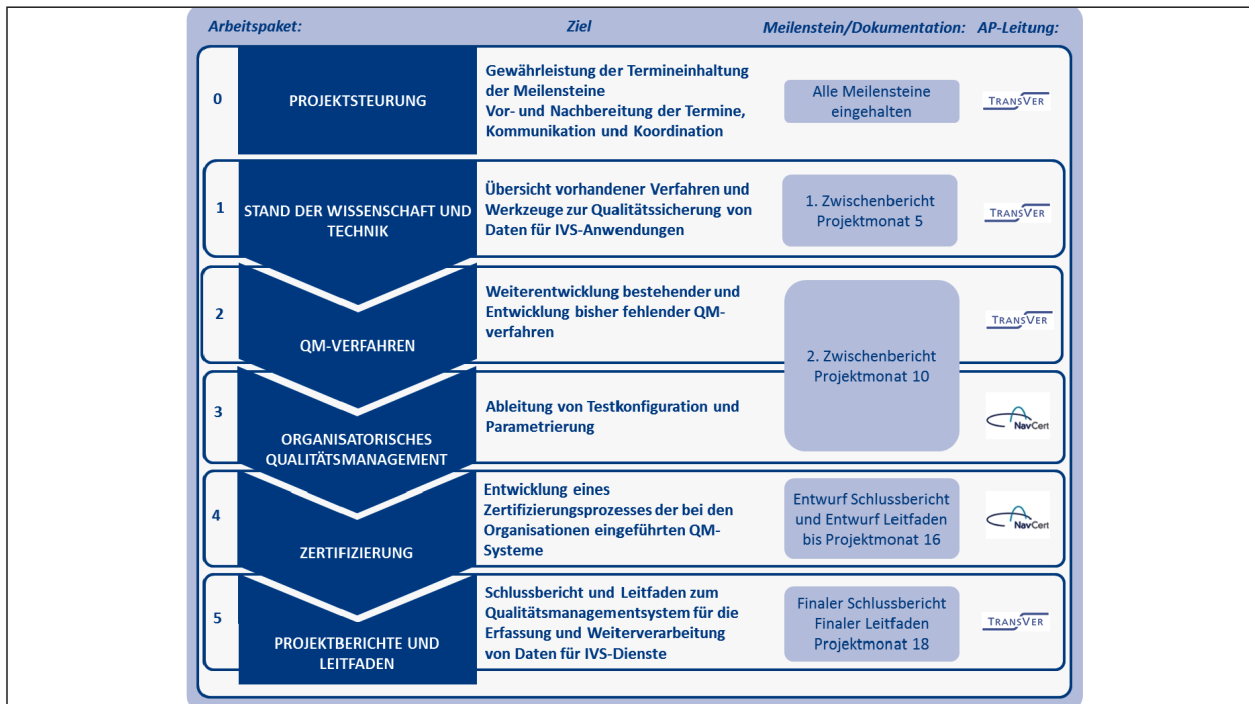 Arbeitspaket: Ziel Meilenstein/Dokumentation: AP-Leitung:
0
PROJEKTSTEURUNG
Gewährleistung der Termineinhaltung
der Meilensteine
Vor- und Nachbereitung der Termine,
Kommunikation und Koordination
Alle Meilensteine
eingehalten
TRANSVER
1
STAND DER WISSENSCHAFT UND
TECHNIK
Übersicht vorhandener Verfahren und
Werkzeuge zur Qualitätssicherung von
Daten für IVS-Anwendungen
1. Zwischenbericht
Projektmonat 5
TRANSVER
2
QM-VERFAHREN
Weiterentwicklung bestehender und
Entwicklung bisher fehlender QM-
verfahren
2. Zwischenbericht
Projektmonat 10
TRANSVER
3
ORGANISATORISCHES
QUALITÄTSMANAGEMENT
Ableitung von Testkonfiguration und
Parametrierung
NavCert
4
ZERTIFIZIERUNG
Entwicklung eines
Zertifizierungsprozesses der bei den
Organisationen eingeführten QM-
Systeme
Entwurf Schlussbericht
und Entwurf Leitfaden
bis Projektmonat 16
NavCert
5
PROJEKTBERICHTE UND
LEITFADEN
Schlussbericht und Leitfaden zum
Qualitätsmanagementsystem für die
Erfassung und Weiterverarbeitung
von Daten für IVS-Dienste
Finaler Schlussbericht
Finaler Leitfaden
Projektmonat 18
TRANSVER